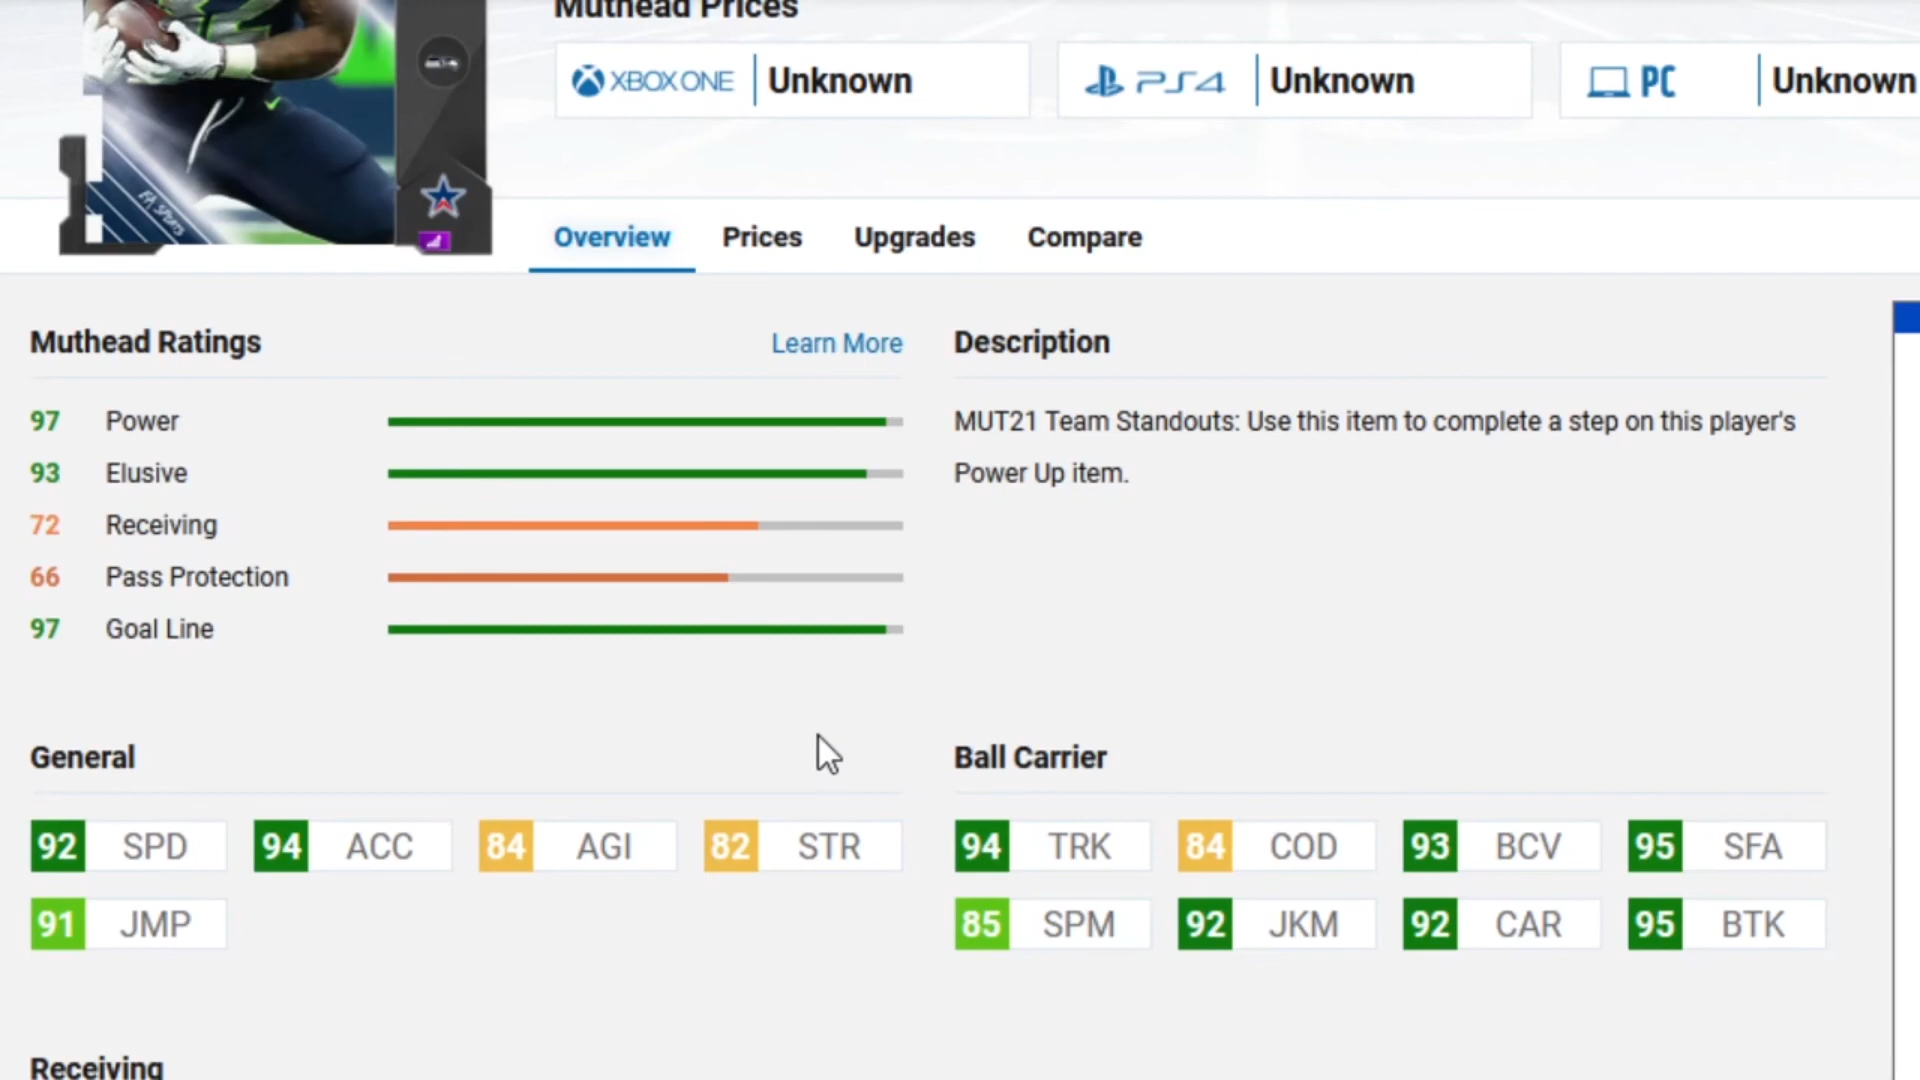 Muthead Prices
XBOX ONE Unknown
PS4 Unknown
PC Unknown
EA SPORTS
Overview Prices Upgrades Compare
Muthead Ratings Learn More
97 Power
93 Elusive
72 Receiving
66 Pass Protection
97 Goal Line
Description
MUT21 Team Standouts: Use this item to complete a step on this player's
Power Up item.
General
92 SPD 94 ACC 84 AGI 82 STR
91 JMP
Ball Carrier
94 TRK 84 COD 93 BCV 95 SFA
85 SPM 92 JKM 92 CAR 95 BTK
Receiving